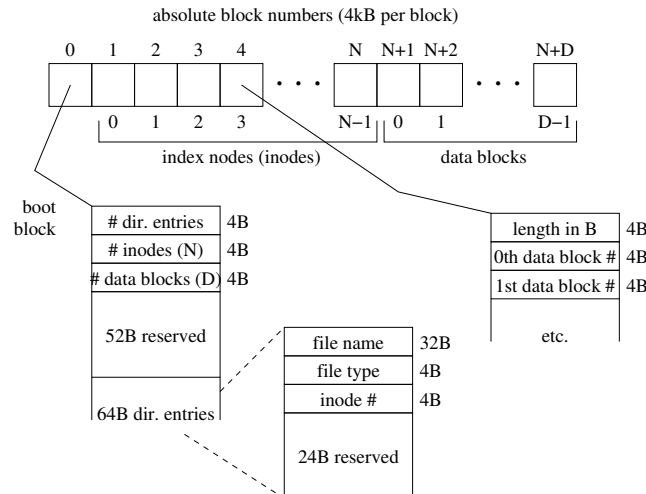 absolute block numbers (4kB per block)
0 1 2 3 4 N N+1 N+2 N+D
0 1 2 3 N−1 0 1 D−1
index nodes (inodes) data blocks
boot
block
# dir. entries 4B
# inodes (N) 4B
# data blocks (D) 4B
52B reserved
64B dir. entries
file name 32B
file type 4B
inode # 4B
24B reserved
length in B 4B
0th data block # 4B
1st data block # 4B
etc.